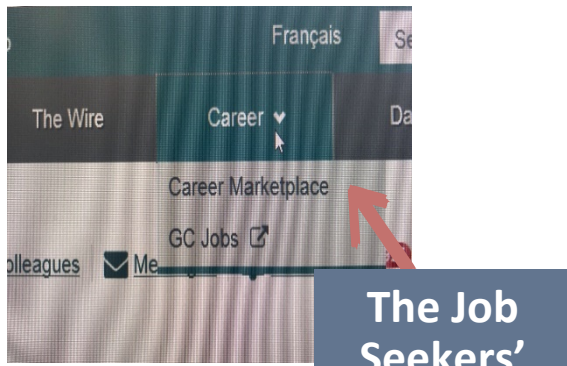 Français
The Wire
Career
Career Marketplace
GC Jobs
The Job
Seekers’